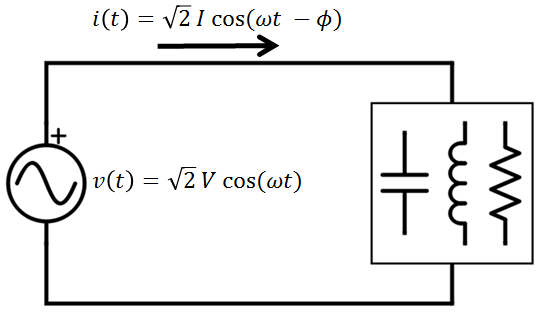 i(t) = √2 I cos(ωt − ϕ)
+
v(t) = √2 V cos(ωt)